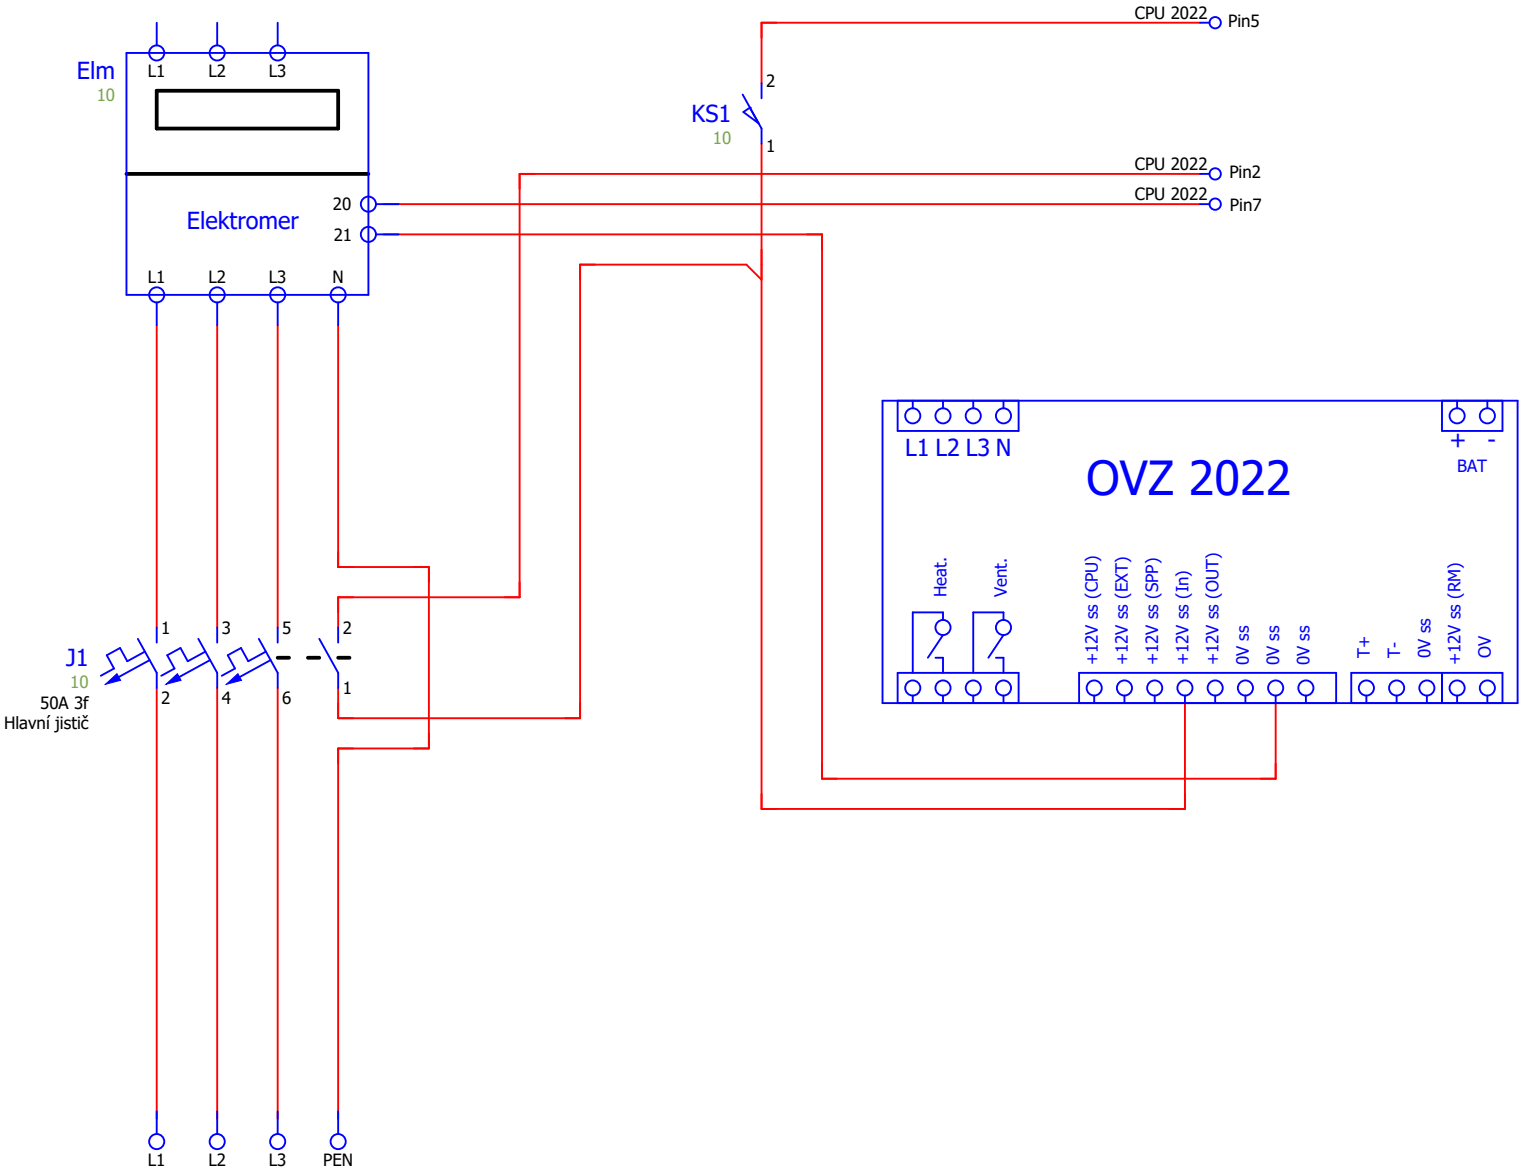 CPU 2022
Pin5
L1 L2 L3
Elm
10
2
KS1
10
1
CPU 2022
Pin2
CPU 2022
Pin7
20
Elektromer
21
L1 L2 L3 N
L1 L2 L3 N
+ -
BAT
OVZ 2022
Heat.
Vent.
+12V ss (CPU)
+12V ss (EXT)
+12V ss (SPP)
+12V ss (In)
+12V ss (OUT)
0V ss
0V ss
0V ss
T+
T-
0V ss
+12V ss (RM)
OV
1 3 5 2
J1
10
50A 3f
Hlavní jistič
2 4 6 1
L1 L2 L3 PEN